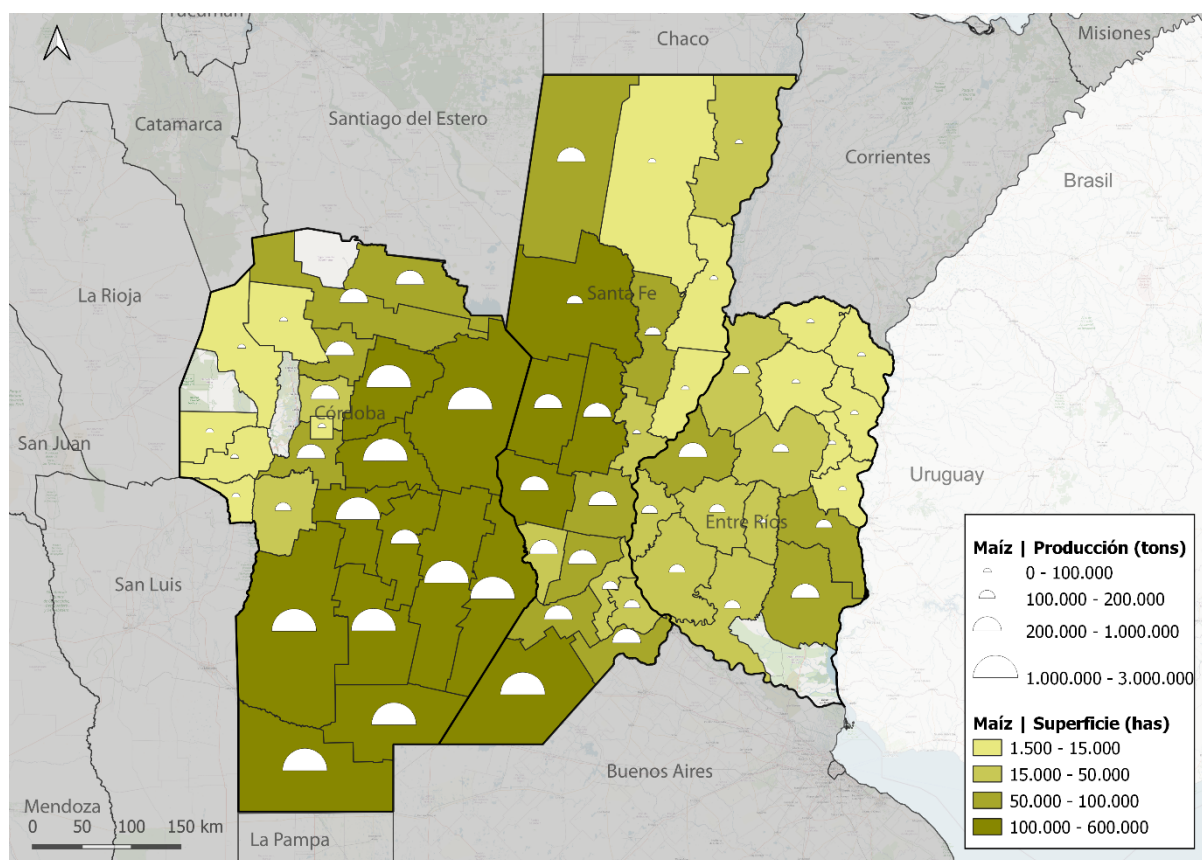 Tucumán
Chaco
Misiones
Catamarca
Santiago del Estero
Corrientes
Brasil
La Rioja
Santa Fe
Córdoba
San Juan
Uruguay
Entre Ríos
San Luis
Buenos Aires
Mendoza
La Pampa
0 50 100 150 km
Maíz | Producción (tons)
0 - 100.000
100.000 - 200.000
200.000 - 1.000.000
1.000.000 - 3.000.000
Maíz | Superficie (has)
1.500 - 15.000
15.000 - 50.000
50.000 - 100.000
100.000 - 600.000